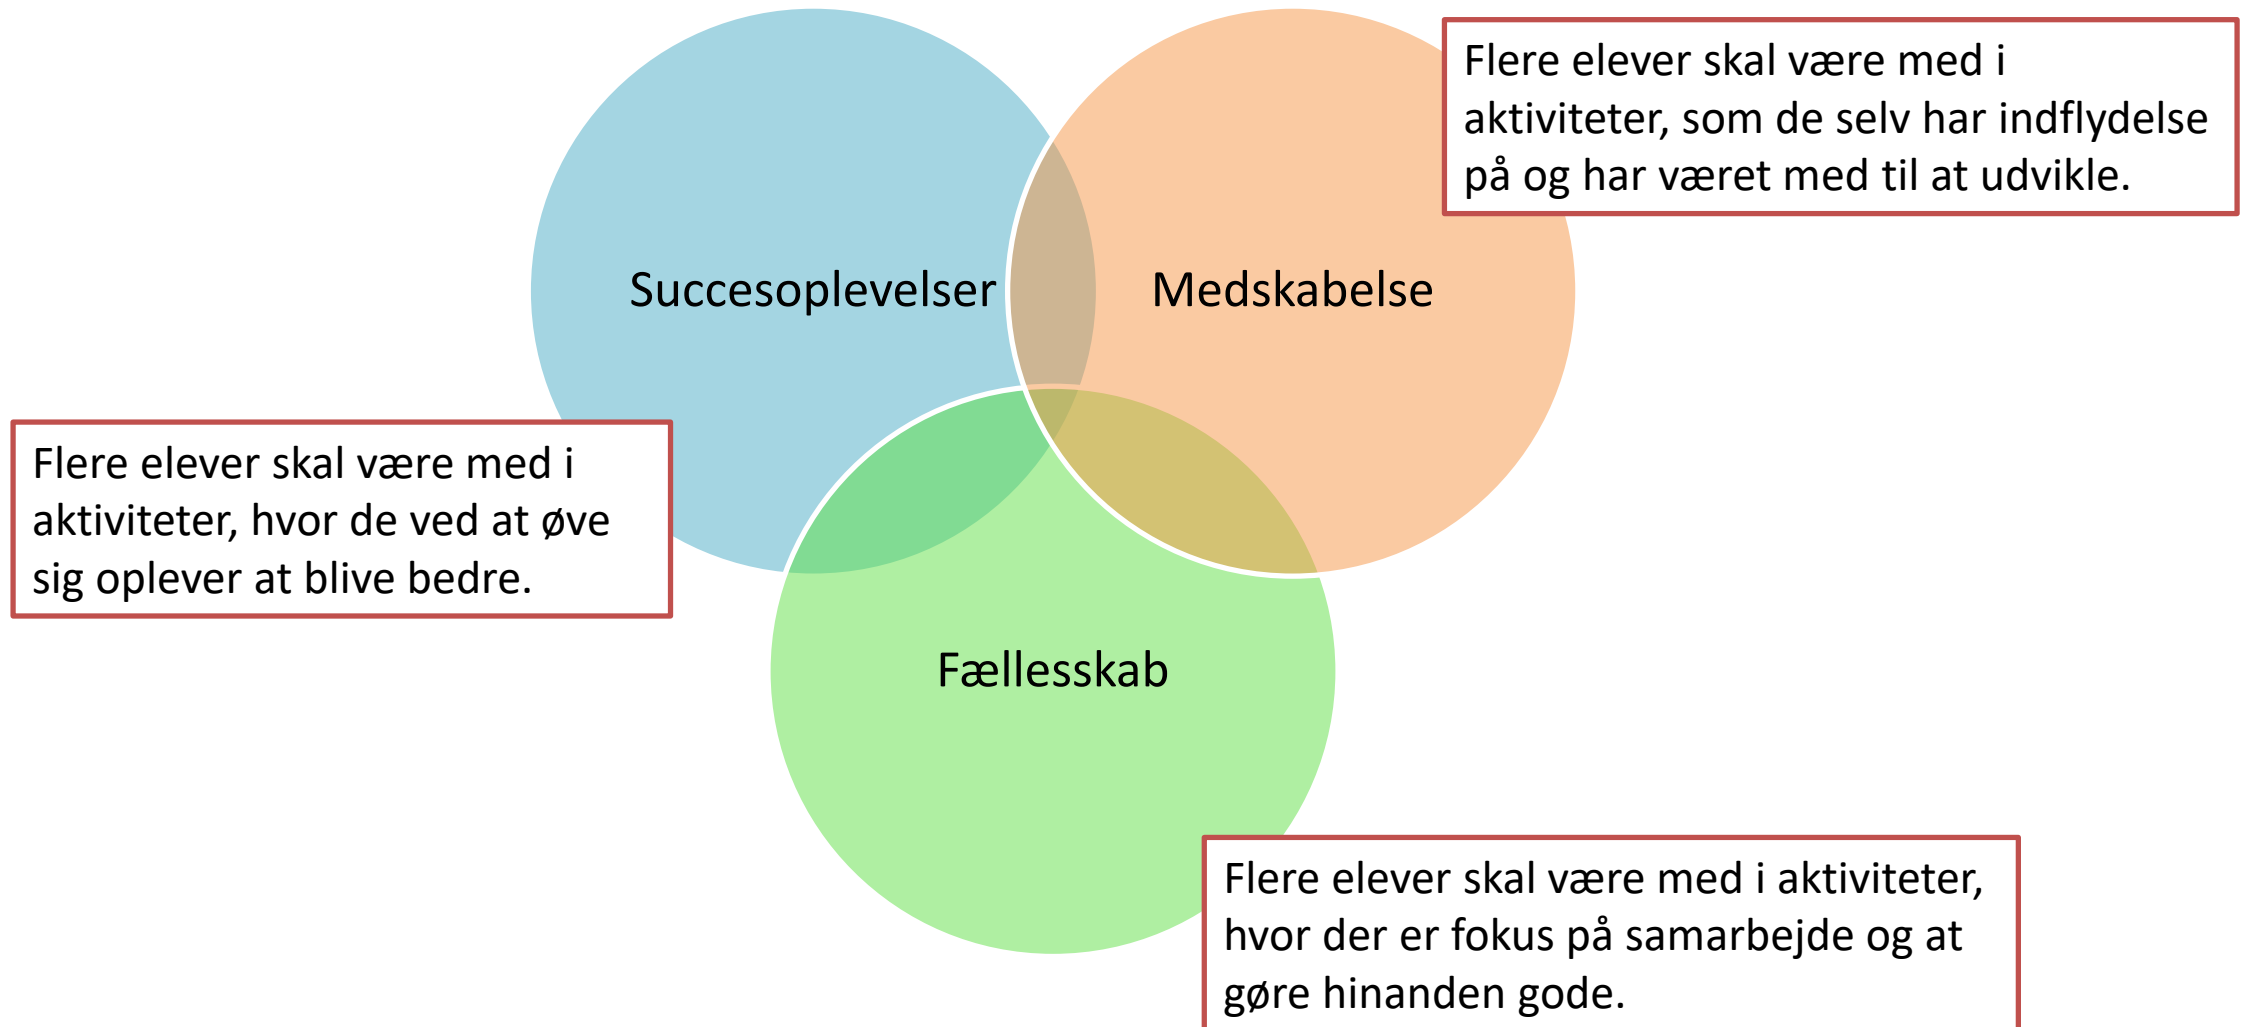 Flere elever skal være med i
aktiviteter, som de selv har indflydelse
på og har været med til at udvikle.
Succesoplevelser
Medskabelse
Flere elever skal være med i
aktiviteter, hvor de ved at øve
sig oplever at blive bedre.
Fællesskab
Flere elever skal være med i aktiviteter,
hvor der er fokus på samarbejde og at
gøre hinanden gode.